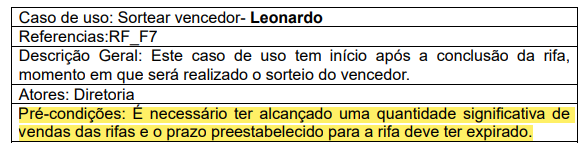 Caso de uso: Sortear vencedor- Leonardo
Referencias:RF_F7
Descrição Geral: Este caso de uso tem início após a conclusão da rifa,
momento em que será realizado o sorteio do vencedor.
Atores: Diretoria
Pré-condições: É necessário ter alcançado uma quantidade significativa de
vendas das rifas e o prazo preestabelecido para a rifa deve ter expirado.